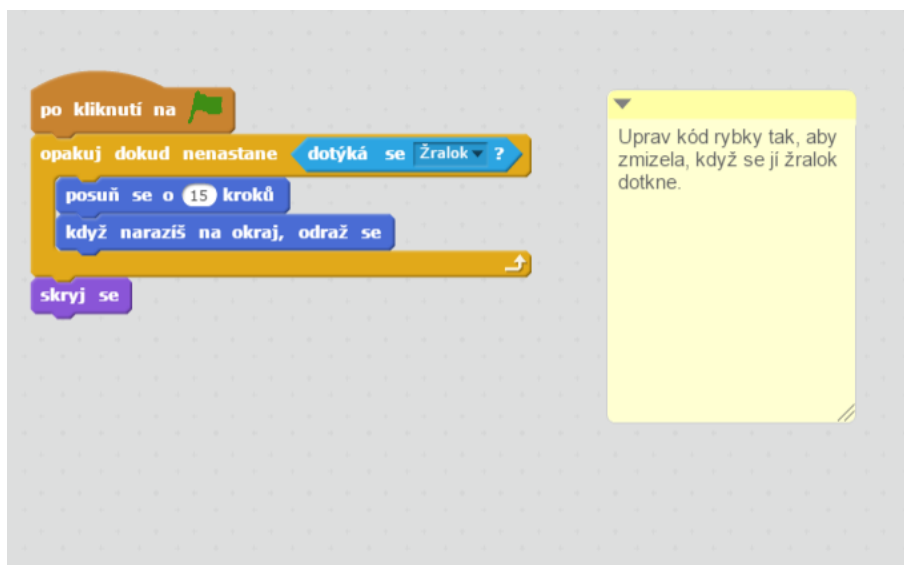 po kliknutí na
opakuj dokud nenastane dotýká se Žralok ?
posuň se o 15 kroků
když narazíš na okraj, odraž se
skryj se
Uprav kód rybky tak, aby
zmizela, když se jí žralok
dotkne.